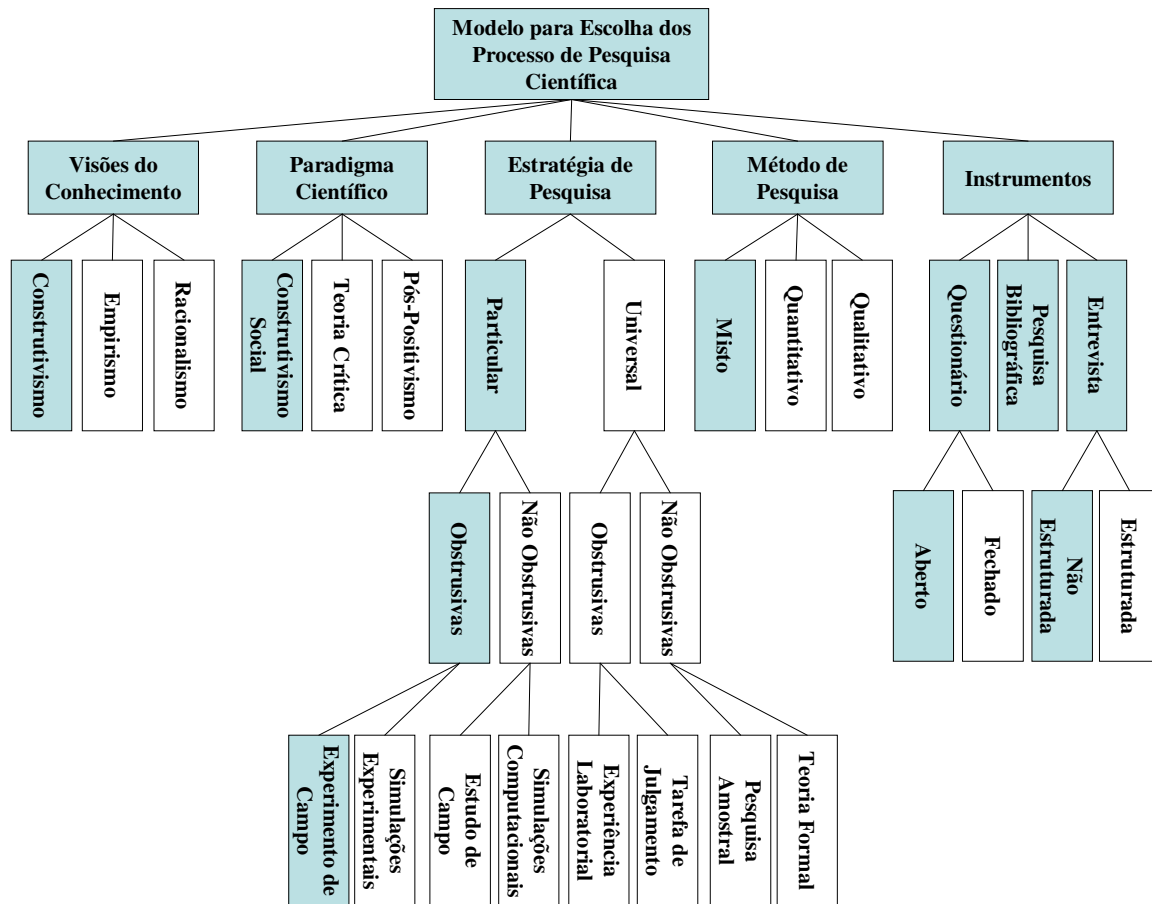 Modelo para Escolha dos
Processo de Pesquisa
Científica
Visões do
Conhecimento
Paradigma
Científico
Estratégia de
Pesquisa
Método de
Pesquisa
Instrumentos
Construtivismo
Empirismo
Racionalismo
Construtivismo
Social
Teoria Crítica
Pós-Positivismo
Particular
Universal
Misto
Quantitativo
Qualitativo
Questionário
Pesquisa
Bibliográfica
Entrevista
Obstrusivas
Não Obstrusivas
Obstrusivas
Não Obstrusivas
Aberto
Fechado
Não
Estruturada
Estruturada
Experimento de
Campo
Simulações
Experimentais
Estudo de
Campo
Simulações
Computacionais
Experiência
Laboratorial
Tarefa de
Julgamento
Pesquisa
Amostral
Teoria Formal